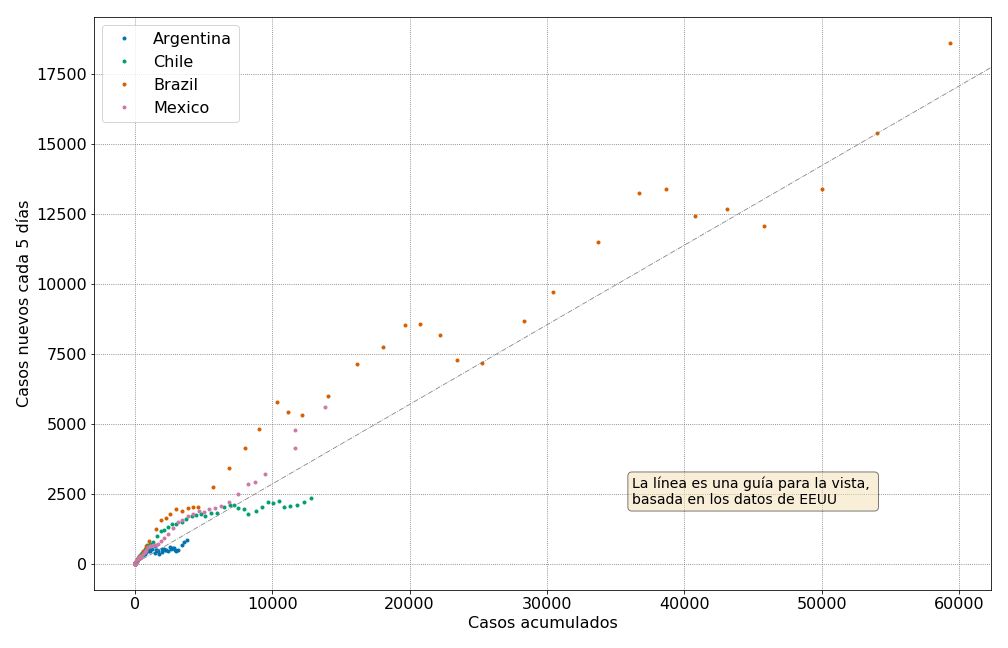 Argentina
Chile
Brazil
Mexico
17500
15000
12500
10000
7500
5000
2500
0
Casos nuevos cada 5 días
La línea es una guía para la vista,
basada en los datos de EEUU
0
10000
20000
30000
40000
50000
60000
Casos acumulados